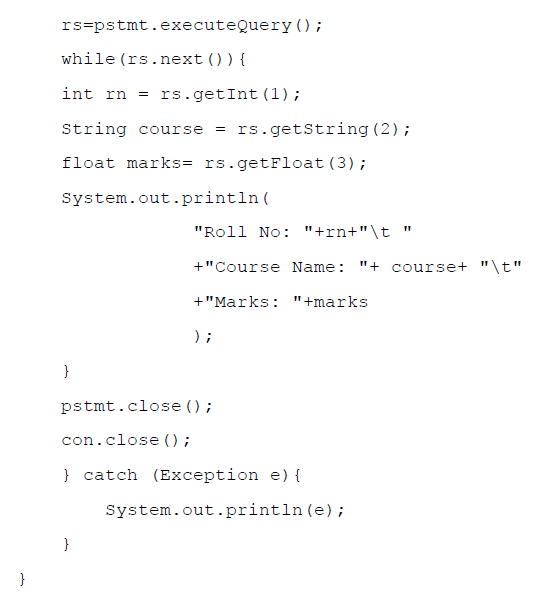 rs=pstmt.executeQuery();
while(rs.next()){
int rn = rs.getInt(1);
String course = rs.getString(2);
float marks= rs.getFloat(3);
System.out.println(
"Roll No: "+rn+"\t "
+"Course Name: "+ course+ "\t"
+"Marks: "+marks
);
}
pstmt.close();
con.close();
} catch (Exception e){
System.out.println(e);
}
}